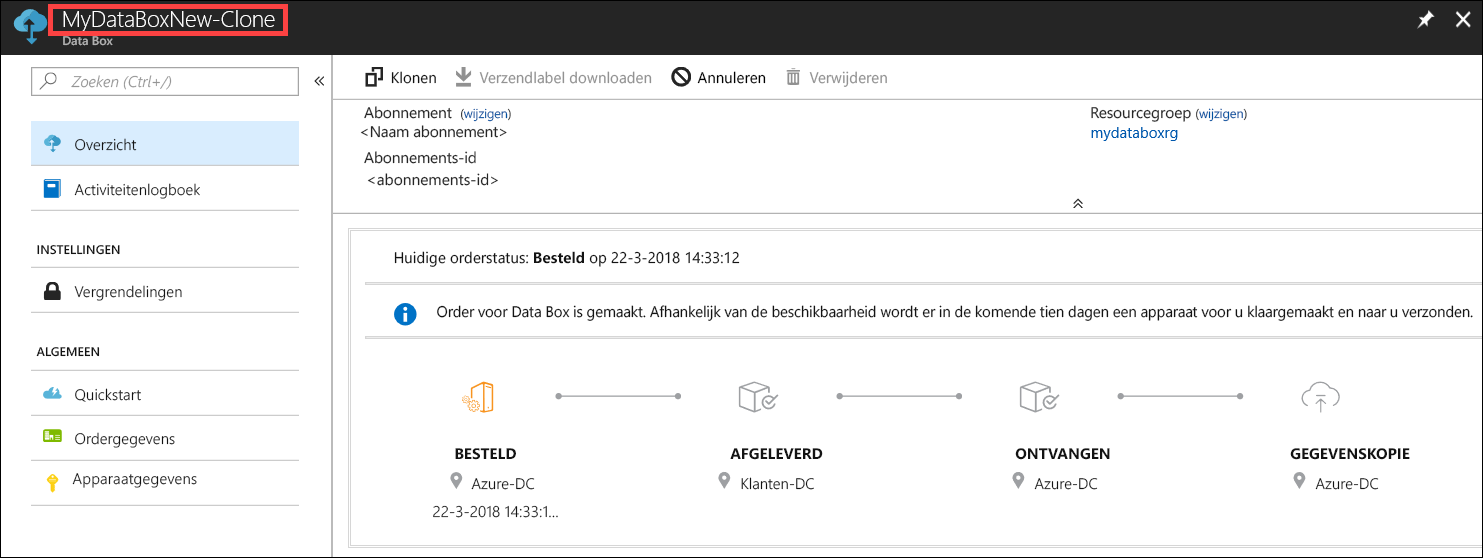 MyDataBoxNew-Clone
Data Box
Zoeken (Ctrl+/)
Overzicht
Activiteitenlogboek
INSTELLINGEN
Vergrendelingen
ALGEMEEN
Quickstart
Ordergegevens
Apparaatgegevens
Klonen Verzendlabel downloaden Annuleren Verwijderen
Abonnement (wijzigen)
<Naam abonnement>
Abonnements-id
<abonnements-id>
Resourcegroep (wijzigen)
mydataboxrg
Huidige orderstatus: Besteld op 22-3-2018 14:33:12
Order voor Data Box is gemaakt. Afhankelijk van de beschikbaarheid wordt er in de komende tien dagen een apparaat voor u klaargemaakt en naar u verzonden.
BESTELD
Azure-DC
22-3-2018 14:33:1...
AFGELEVERD
Klanten-DC
ONTVANGEN
Azure-DC
GEGEVENSKOPIE
Azure-DC